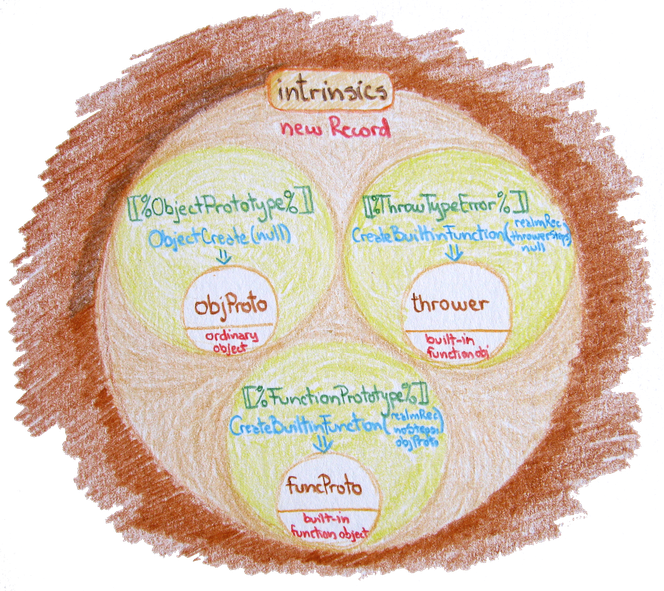 intrinsics
new Record
[[%ObjectPrototype%]]
ObjectCreate(null)
objProto
ordinary
object
[[%ThrowTypeError%]]
CreateBuiltinFunction(realmRec,
throwerSteps,
null)
thrower
built-in
function obj
[[%FunctionPrototype%]]
CreateBuiltinFunction(realmRec,
noSteps,
objProto)
funcProto
built-in
function object